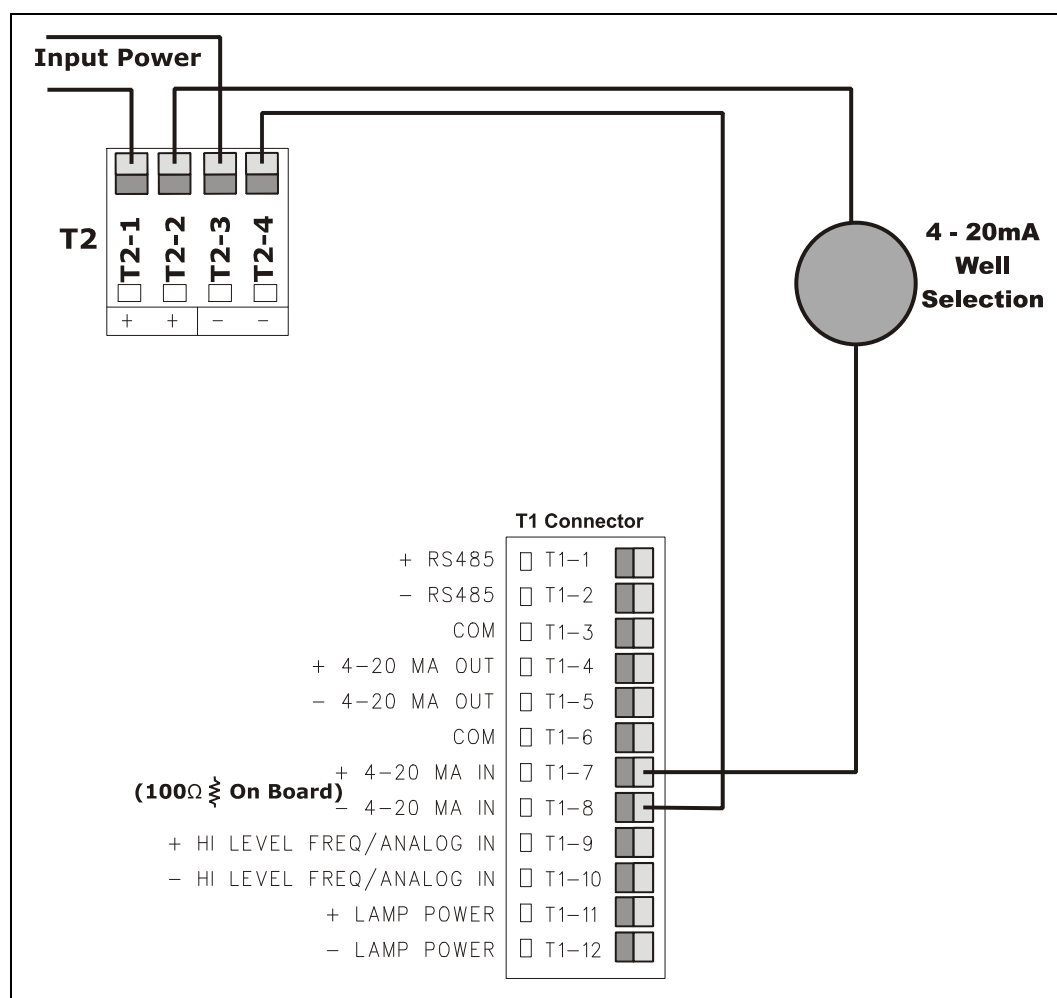 Input Power
T2
T2-1
T2-2
T2-3
T2-4
+ + − −
4 - 20mA
Well
Selection
T1 Connector
+ RS485 T1−1
− RS485 T1−2
COM T1−3
+ 4−20 MA OUT T1−4
− 4−20 MA OUT T1−5
COM T1−6
+ 4−20 MA IN T1−7
(100Ω On Board)
− 4−20 MA IN T1−8
+ HI LEVEL FREQ/ANALOG IN T1−9
− HI LEVEL FREQ/ANALOG IN T1−10
+ LAMP POWER T1−11
− LAMP POWER T1−12